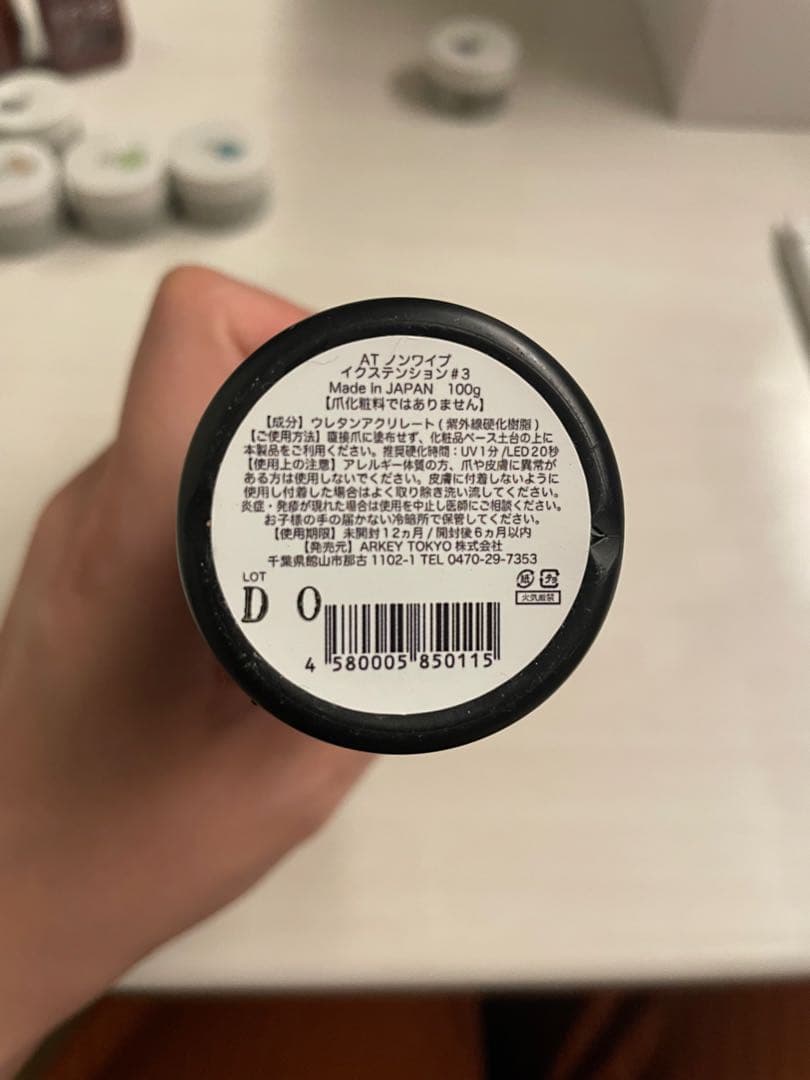 AT ノンワイプ
イクステンション#3
Made in JAPAN 100g
【爪化粧料ではありません】
【成分】ウレタンアクリレート(紫外線硬化樹脂)
【ご使用方法】直接爪に塗布せず、化粧品ベース土台の上に
本製品をご利用ください。推奨硬化時間:UV1分/LED20秒
【使用上の注意】アレルギー体質の方、爪や皮膚に異常が
ある方は使用しないでください。皮膚に付着しないように
使用し付着した場合はよく取り除き洗い流してください。
炎症・発疹が現れた場合は使用を中止し医師にご相談ください。
お子様の手の届かない冷暗所で保管してください。
【使用期限】未開封12ヵ月/開封後6ヵ月以内
【発売元】ARKEY TOKYO 株式会社
千葉県館山市那古 1102-1 TEL 0470-29-7353
LOT
D O
紙 プラ
火気厳禁
4 580005 850115